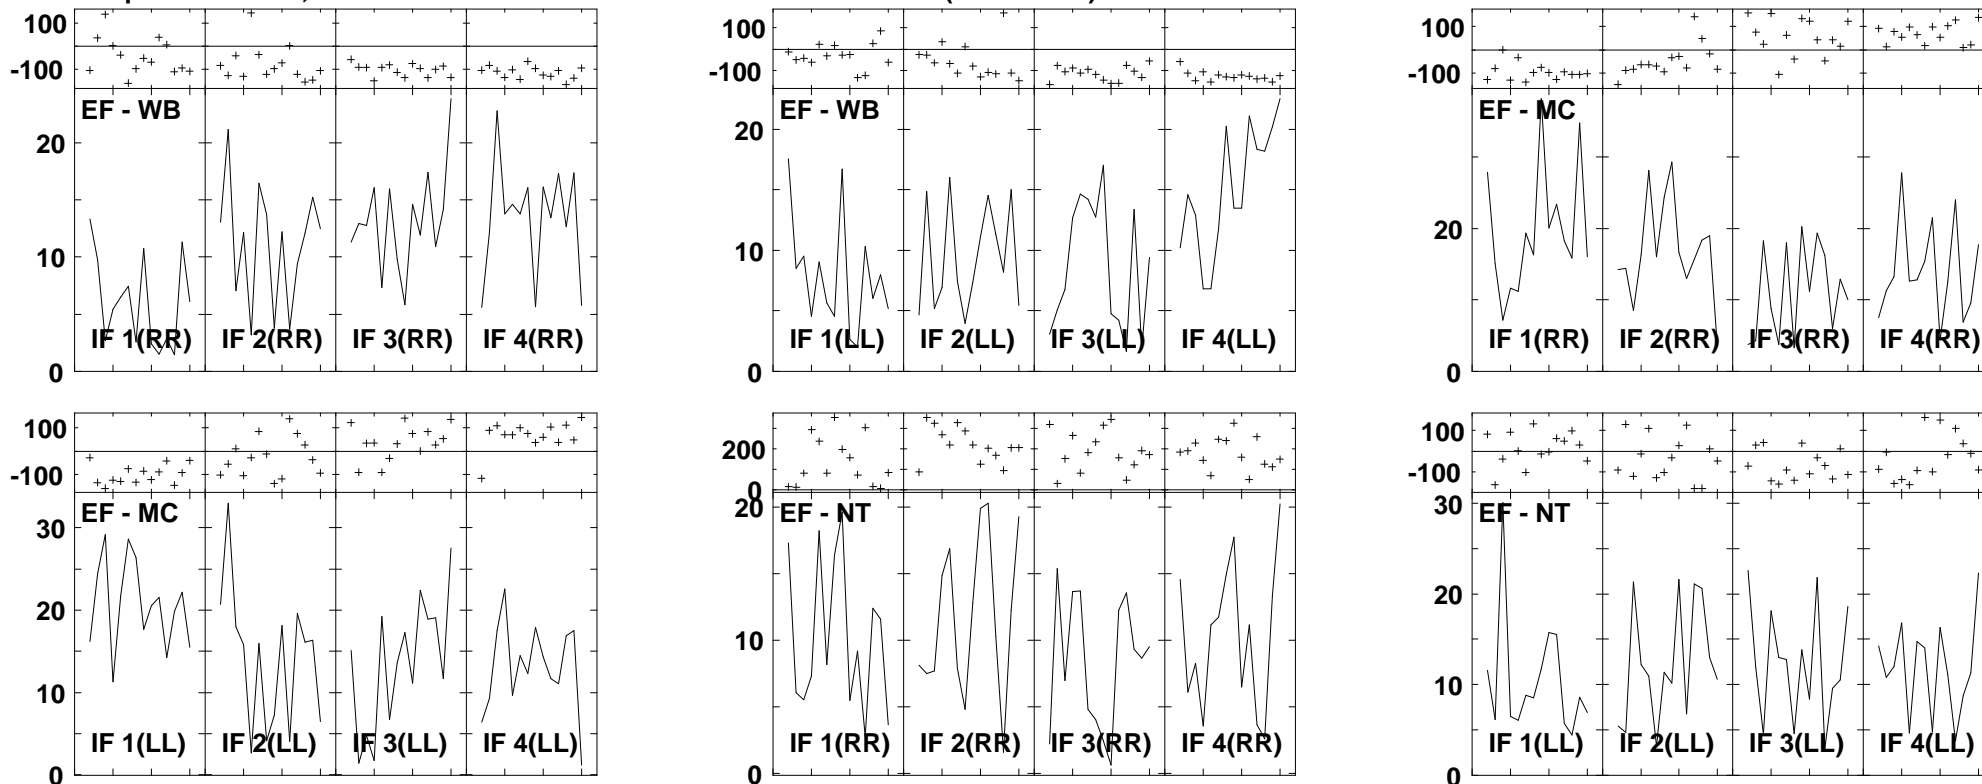 100
-100
EF - WB
20
10
0
IF 1(RR) IF 2(RR) IF 3(RR) IF 4(RR)
100
-100
EF - WB
20
10
0
IF 1(LL) IF 2(LL) IF 3(LL) IF 4(LL)
100
-100
EF - MC
20
0
IF 1(RR) IF 2(RR) IF 3(RR) IF 4(RR)
100
-100
EF - MC
30
20
10
0
IF 1(LL) IF 2(LL) IF 3(LL) IF 4(LL)
200
0
EF - NT
20
10
0
IF 1(RR) IF 2(RR) IF 3(RR) IF 4(RR)
100
-100
EF - NT
30
20
10
0
IF 1(LL) IF 2(LL) IF 3(LL) IF 4(LL)